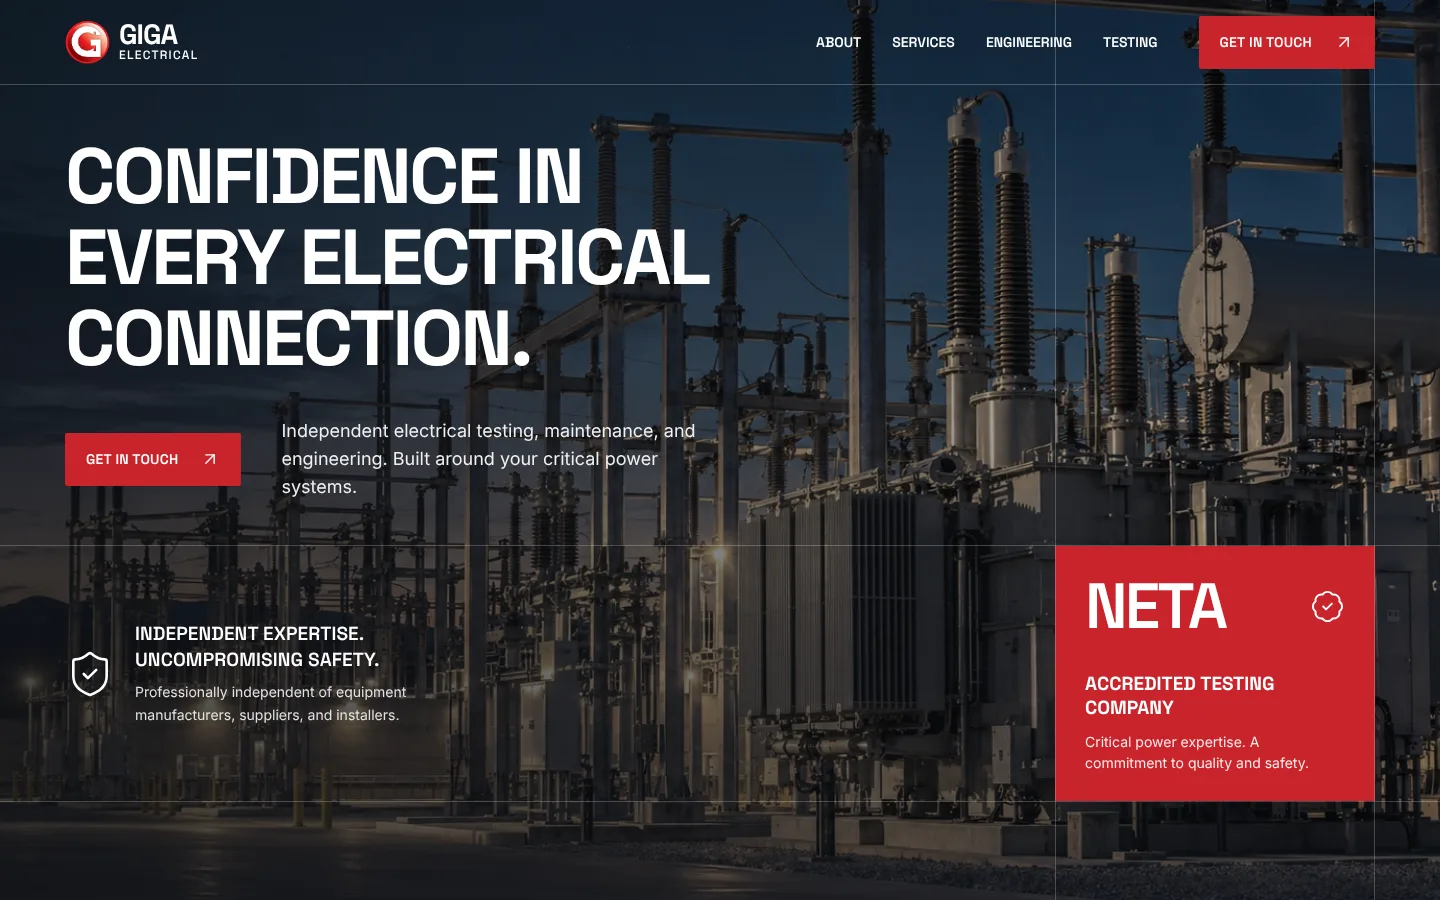 GIGA
ELECTRICAL
ABOUT
SERVICES
ENGINEERING
TESTING
GET IN TOUCH
CONFIDENCE IN
EVERY ELECTRICAL
CONNECTION.
GET IN TOUCH
Independent electrical testing, maintenance, and
engineering. Built around your critical power
systems.
INDEPENDENT EXPERTISE.
UNCOMPROMISING SAFETY.
Professionally independent of equipment
manufacturers, suppliers, and installers.
NETA
ACCREDITED TESTING
COMPANY
Critical power expertise. A
commitment to quality and safety.